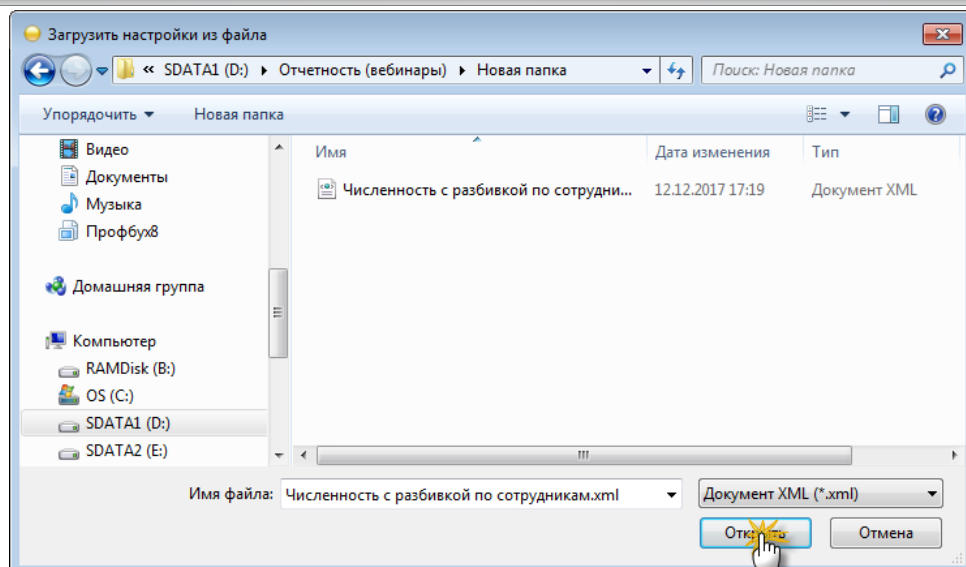 Загрузить настройки из файла
« SDATA1 (D:) Отчетность (вебинары) Новая папка Поиск: Новая папка
Упорядочить Новая папка
Видео
Документы
Музыка
Профбух8
Домашняя группа
Компьютер
RAMDisk (B:)
OS (C:)
SDATA1 (D:)
SDATA2 (E:)
Имя Дата изменения Тип
Численность с разбивкой по сотрудни... 12.12.2017 17:19 Документ XML
Имя файла: Численность с разбивкой по сотрудникам.xml Документ XML (*.xml)
Отмена